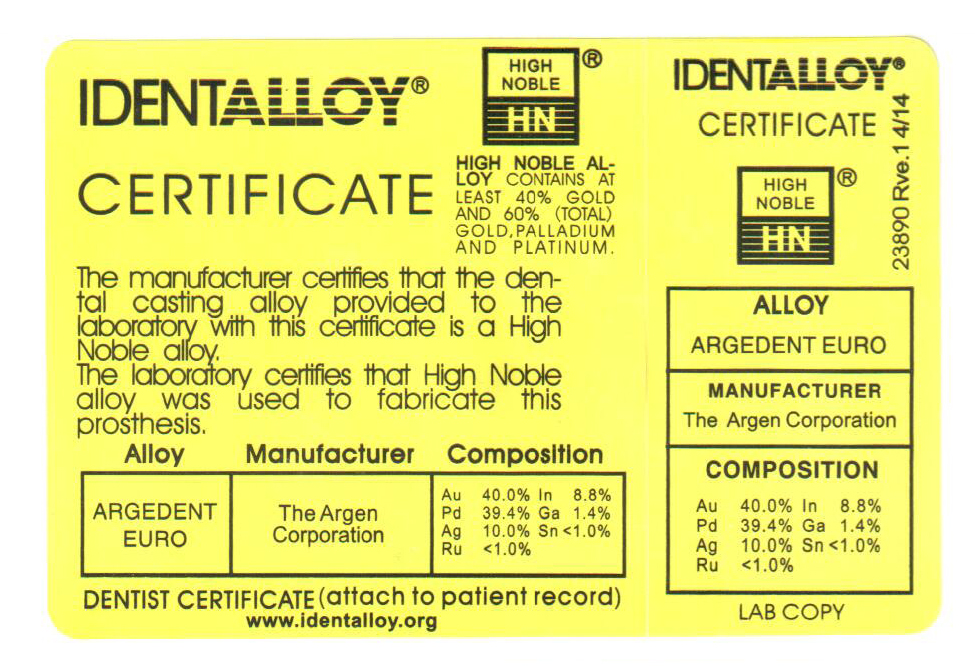 IDENTALLOY®
CERTIFICATE
HIGH
NOBLE
®
HN
HIGH NOBLE AL-
LOY CONTAINS AT
LEAST 40% GOLD
AND 60% (TOTAL)
GOLD,PALLADIUM
AND PLATINUM.
The manufacturer certifies that the den-
tal casting alloy provided to the
laboratory with this certificate is a High
Noble alloy.
The laboratory certifies that High Noble
alloy was used to fabricate this
prosthesis.
Alloy Manufacturer Composition
ARGEDENT
EURO
The Argen
Corporation
Au 40.0% In 8.8%
Pd 39.4% Ga 1.4%
Ag 10.0% Sn <1.0%
Ru <1.0%
DENTIST CERTIFICATE (attach to patient record)
www.identalloy.org
IDENTALLOY®
CERTIFICATE
23890 Rve.1 4/14
HIGH
NOBLE
®
HN
ALLOY
ARGEDENT EURO
MANUFACTURER
The Argen Corporation
COMPOSITION
Au 40.0% In 8.8%
Pd 39.4% Ga 1.4%
Ag 10.0% Sn <1.0%
Ru <1.0%
LAB COPY